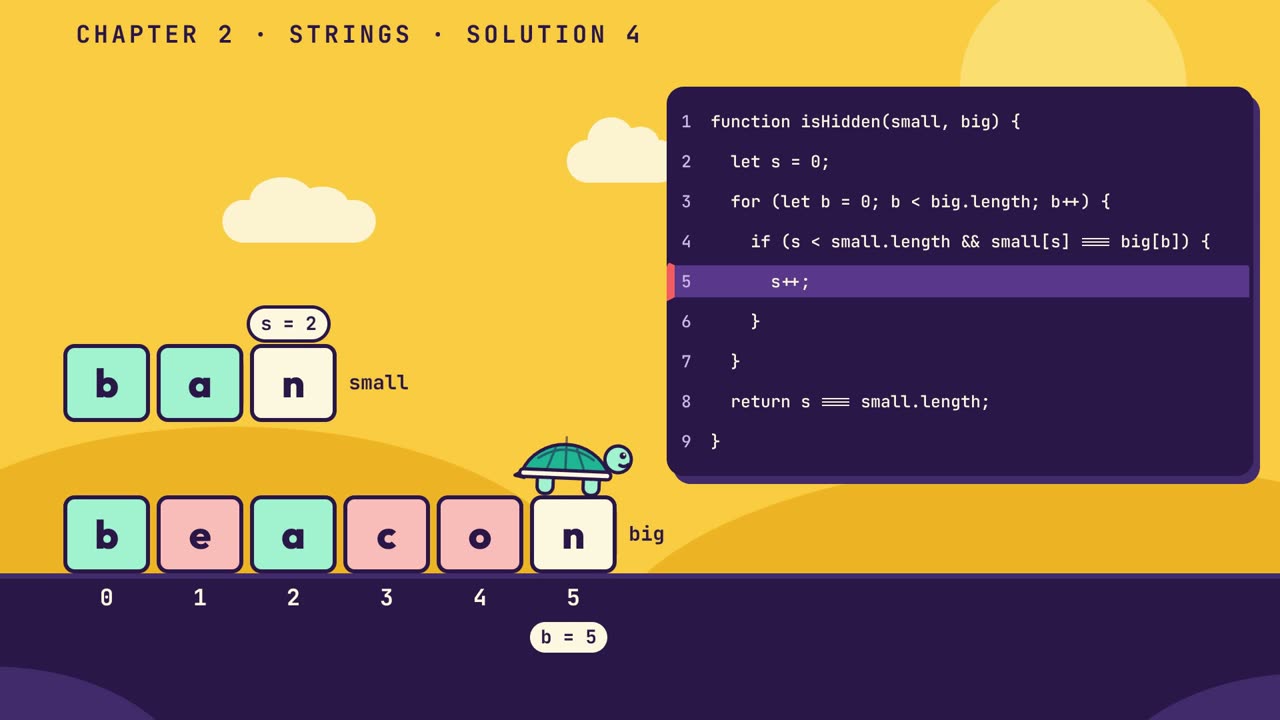 CHAPTER 2 · STRINGS · SOLUTION 4
1 function isHidden(small, big) {
2 let s = 0;
3 for (let b = 0; b < big.length; b++) {
4 if (s < small.length && small[s] === big[b]) {
5 s++;
6 }
7 }
8 return s === small.length;
9 }
s = 2
b a n small
b e a c o n big
0 1 2 3 4 5
b = 5